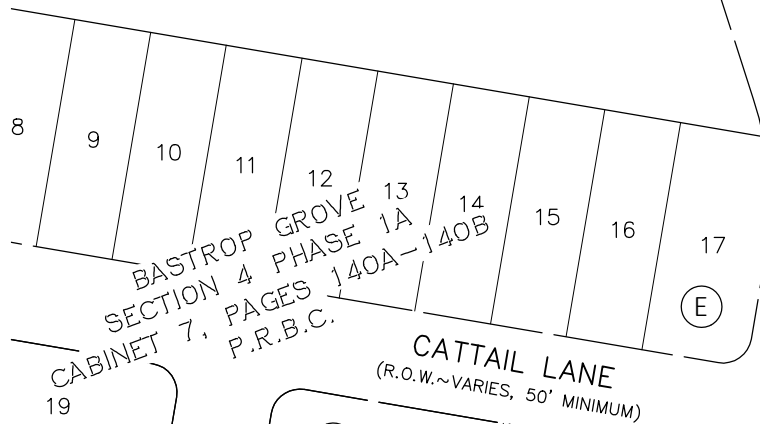 8
9
10
11
12
13
14
15
16
17
E
BASTROP GROVE
SECTION 4 PHASE 1A
CABINET 7, PAGES 140A-140B
P.R.B.C.
CATTAIL LANE
(R.O.W.~VARIES, 50' MINIMUM)
19